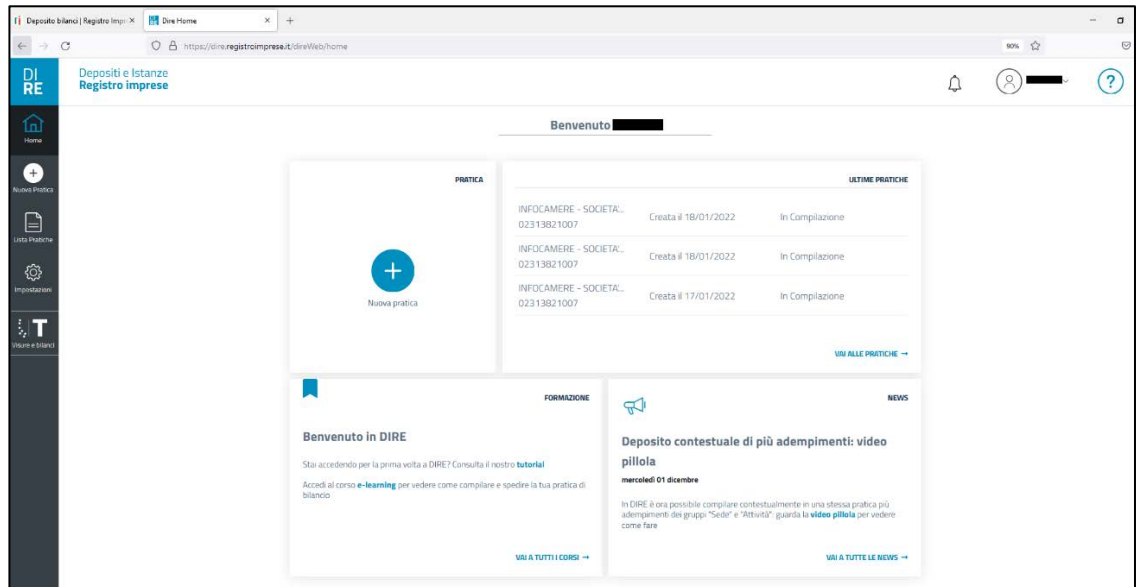 Deposito bilanci | Registro Impr
Dire Home
https://dire.registroimprese.it/direWeb/home
90%
DI
RE
Depositi e Istanze
Registro imprese
?
Home
Nuova Pratica
Lista Pratiche
Impostazioni
T
Visure e bilanci
Benvenuto
PRATICA
Nuova pratica
ULTIME PRATICHE
INFOCAMERE - SOCIETA'... Creata il 18/01/2022 In Compilazione
02313821007
INFOCAMERE - SOCIETA'... Creata il 18/01/2022 In Compilazione
02313821007
INFOCAMERE - SOCIETA'... Creata il 17/01/2022 In Compilazione
02313821007
VAI ALLE PRATICHE →
FORMAZIONE
Benvenuto in DIRE
Stai accedendo per la prima volta a DIRE? Consulta il nostro tutorial
Accedi al corso e-learning per vedere come compilare e spedire la tua pratica di
bilancio
VAI A TUTTI I CORSI →
NEWS
Deposito contestuale di più adempimenti: video
pillola
mercoledì 01 dicembre
In DIRE è ora possibile compilare contestualmente in una stessa pratica più
adempimenti dei gruppi "Sede" e "Attività": guarda la video pillola per vedere
come fare
VAI A TUTTE LE NEWS →